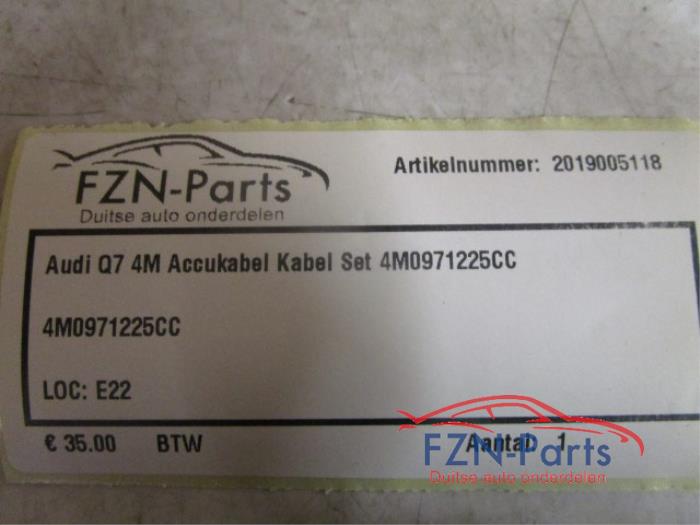 FZN-Parts
Duitse auto onderdelen
Artikelnummer: 2019005118
Audi Q7 4M Accukabel Kabel Set 4M0971225CC
4M0971225CC
LOC: E22
€ 35.00 BTW Aantal: 1
FZN-Parts
Duitse auto onderdelen